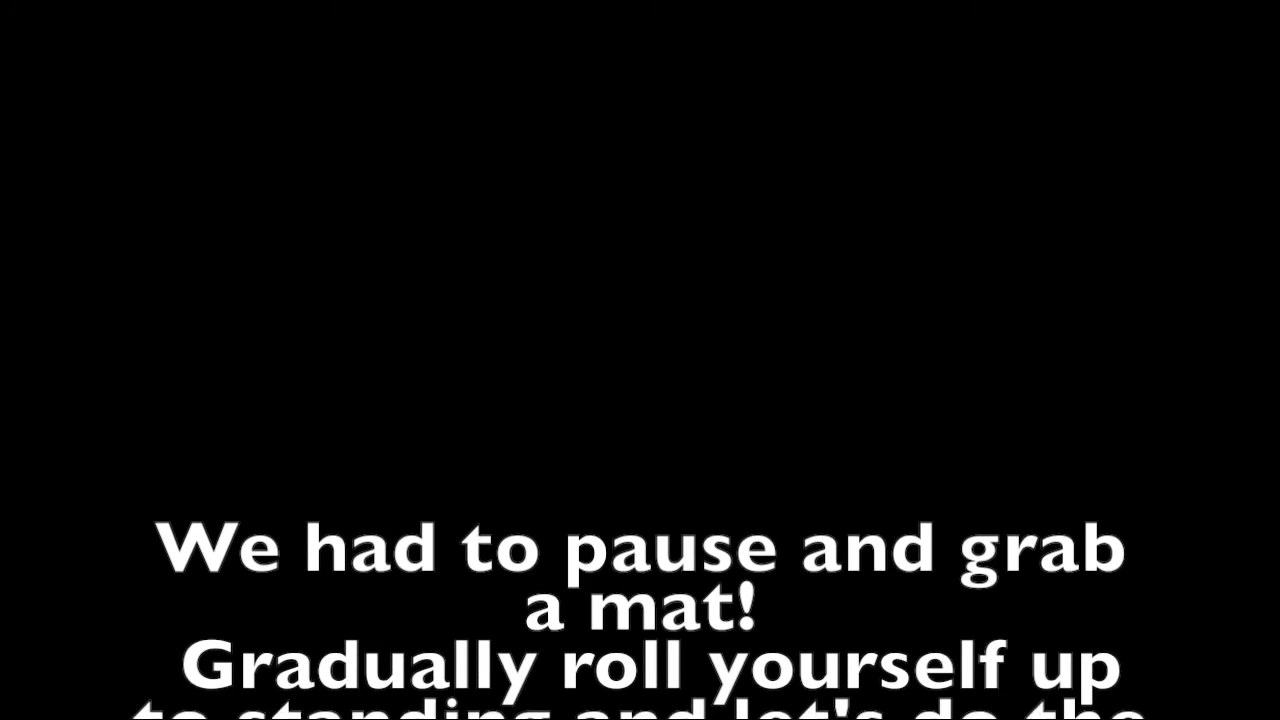 We had to pause and grab
a mat!
Gradually roll yourself up
to standing and let's do the